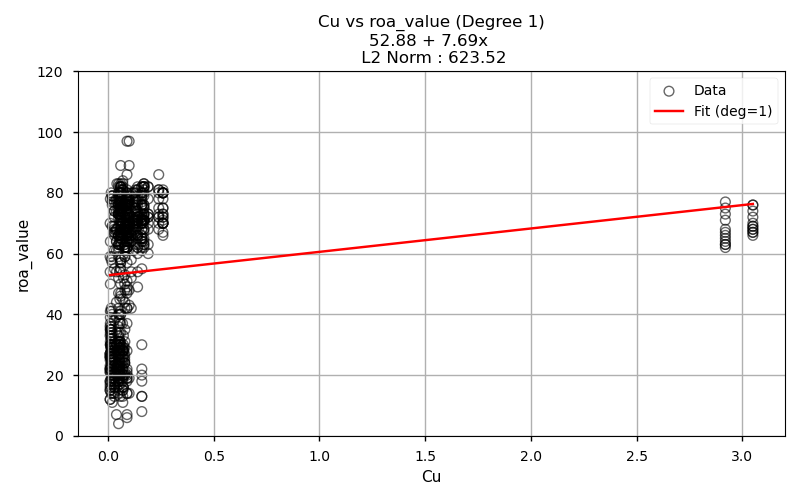 Cu vs roa_value (Degree 1)
52.88 + 7.69x
L2 Norm : 623.52
Data
Fit (deg=1)
120
100
80
60
40
20
0
roa_value
0.0 0.5 1.0 1.5 2.0 2.5 3.0
Cu